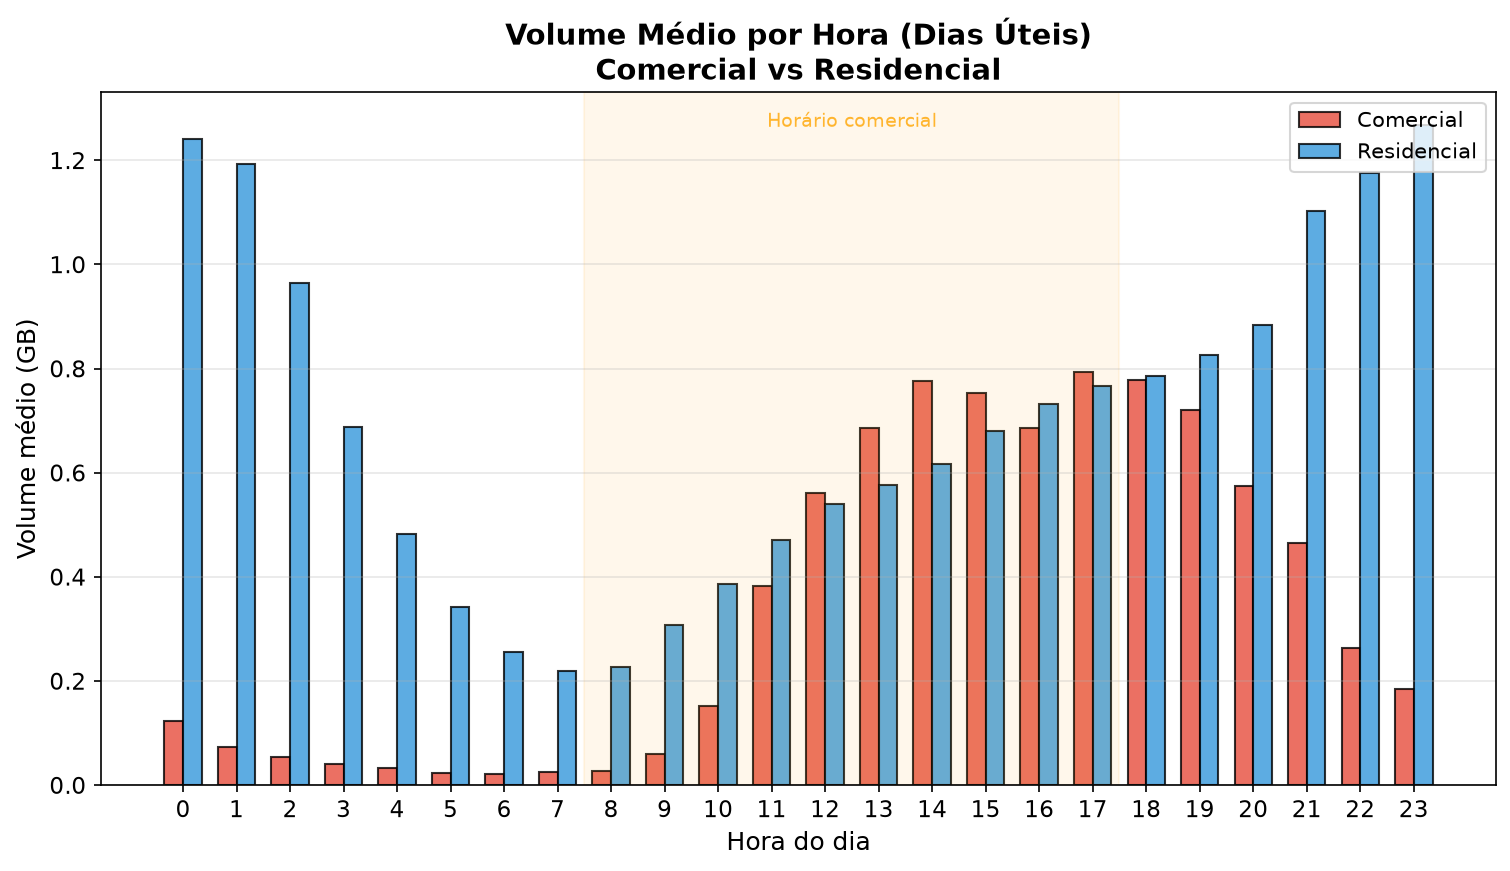 Volume Médio por Hora (Dias Úteis)
Comercial vs Residencial
Horário comercial
Comercial
Residencial
Volume médio (GB)
1.2
1.0
0.8
0.6
0.4
0.2
0.0
0 1 2 3 4 5 6 7 8 9 10 11 12 13 14 15 16 17 18 19 20 21 22 23
Hora do dia